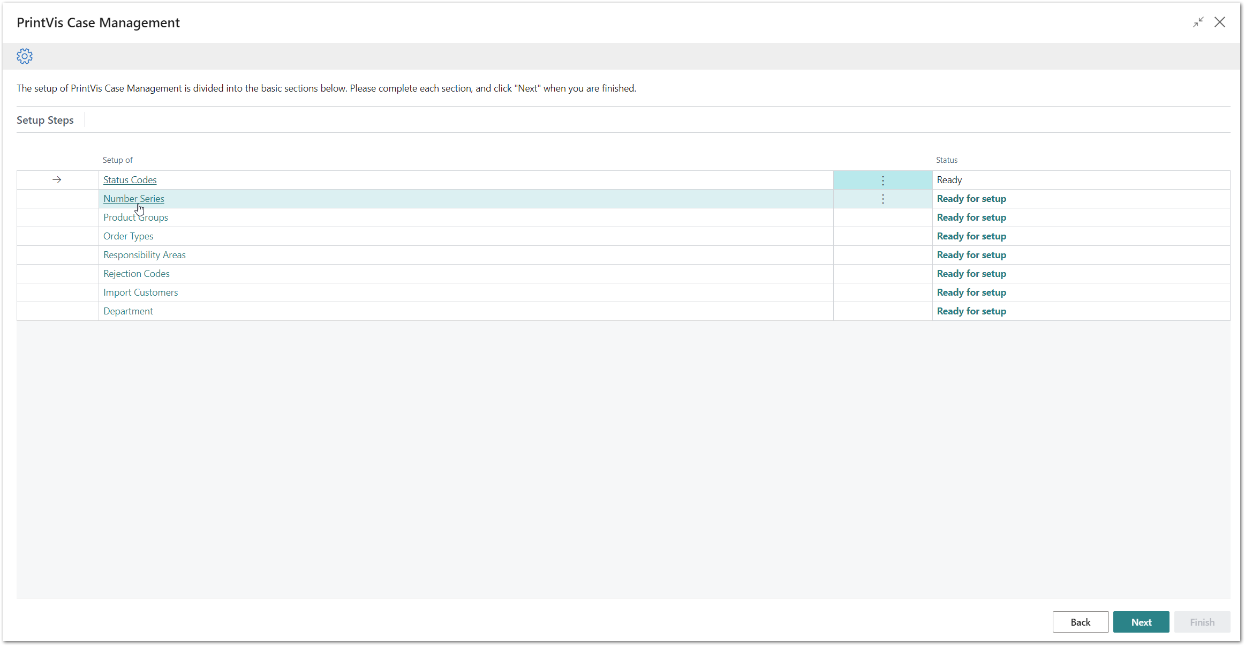 PrintVis Case Management
The setup of PrintVis Case Management is divided into the basic sections below. Please complete each section, and click "Next" when you are finished.
Setup Steps
Setup of Status
Status Codes Ready
Number Series Ready for setup
Product Groups Ready for setup
Order Types Ready for setup
Responsibility Areas Ready for setup
Rejection Codes Ready for setup
Import Customers Ready for setup
Department Ready for setup
Back Next Finish